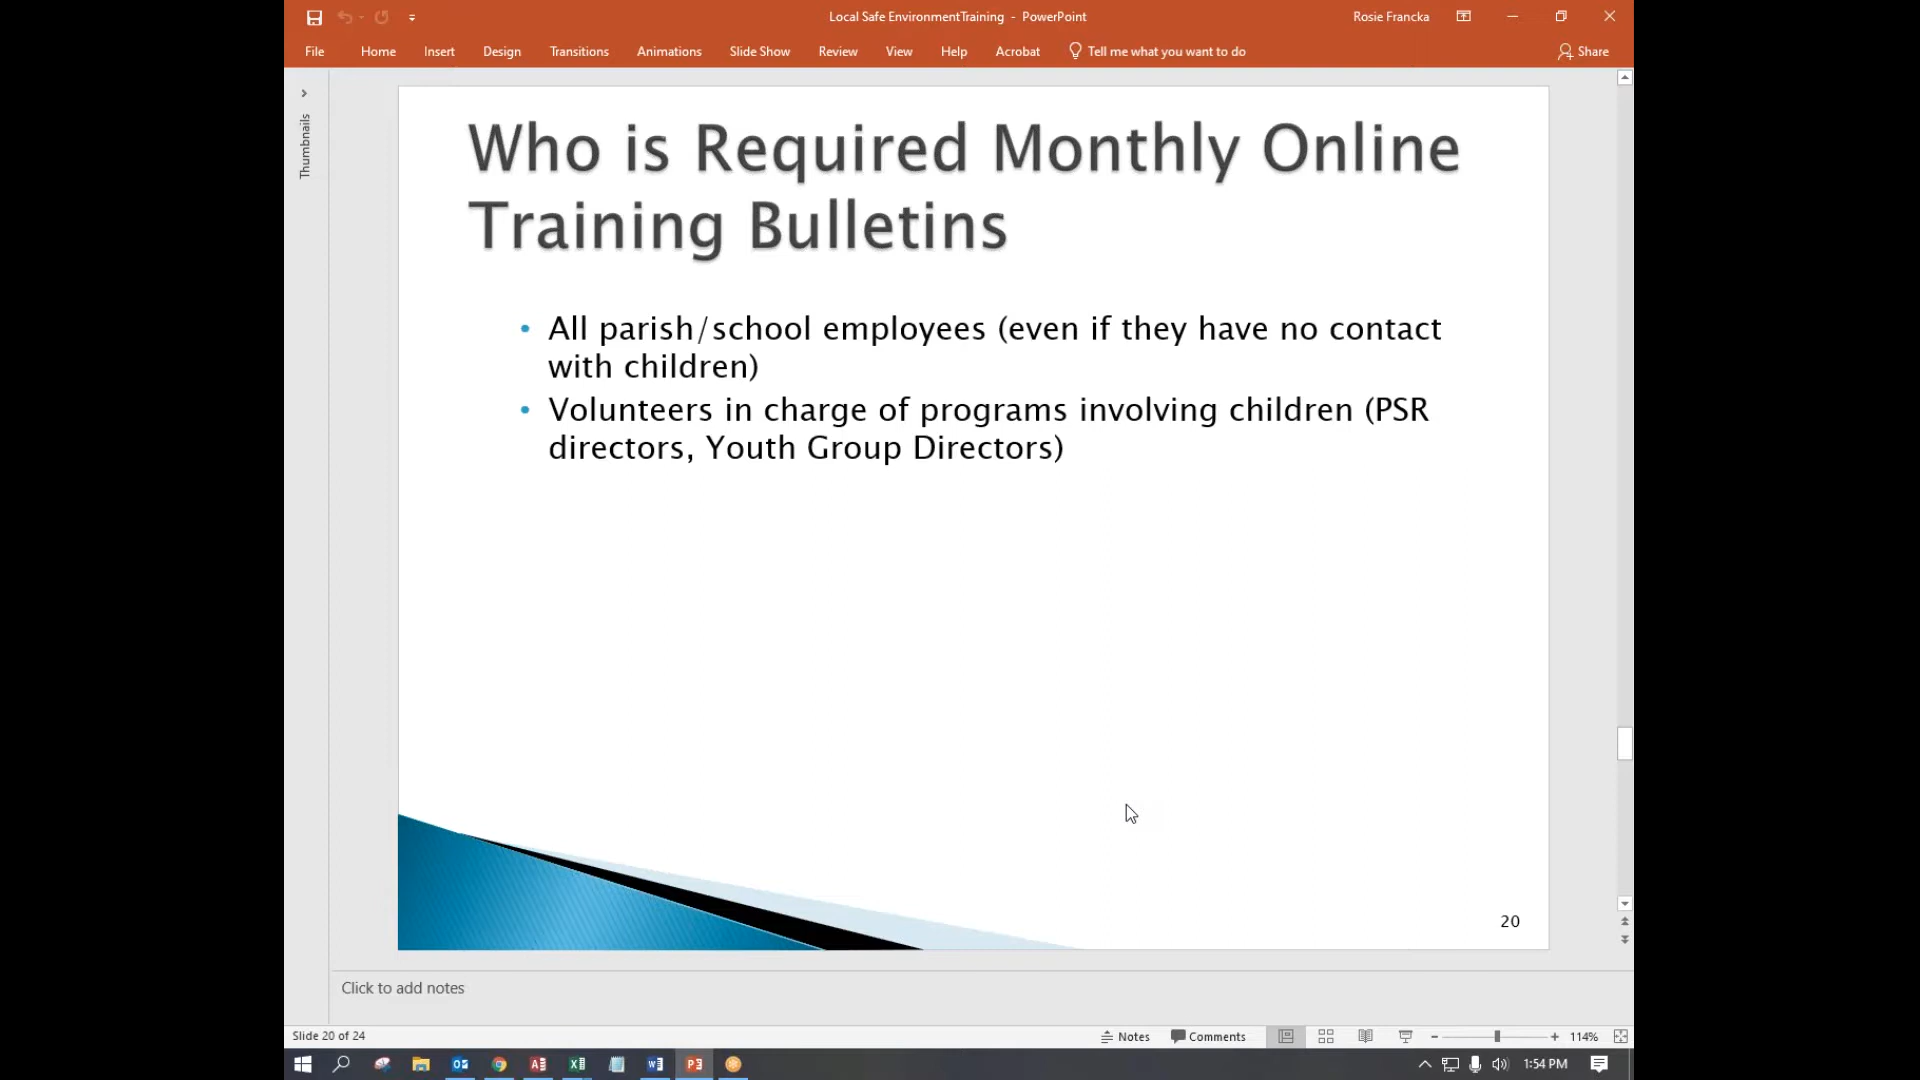 Local Safe EnvironmentTraining - PowerPoint
Rosie Francka
File Home Insert Design Transitions Animations Slide Show Review View Help Acrobat Tell me what you want to do Share
Thumbnails
Who is Required Monthly Online
Training Bulletins
• All parish/school employees (even if they have no contact
with children)
• Volunteers in charge of programs involving children (PSR
directors, Youth Group Directors)
20
Click to add notes
Slide 20 of 24
Notes Comments 114%
1:54 PM